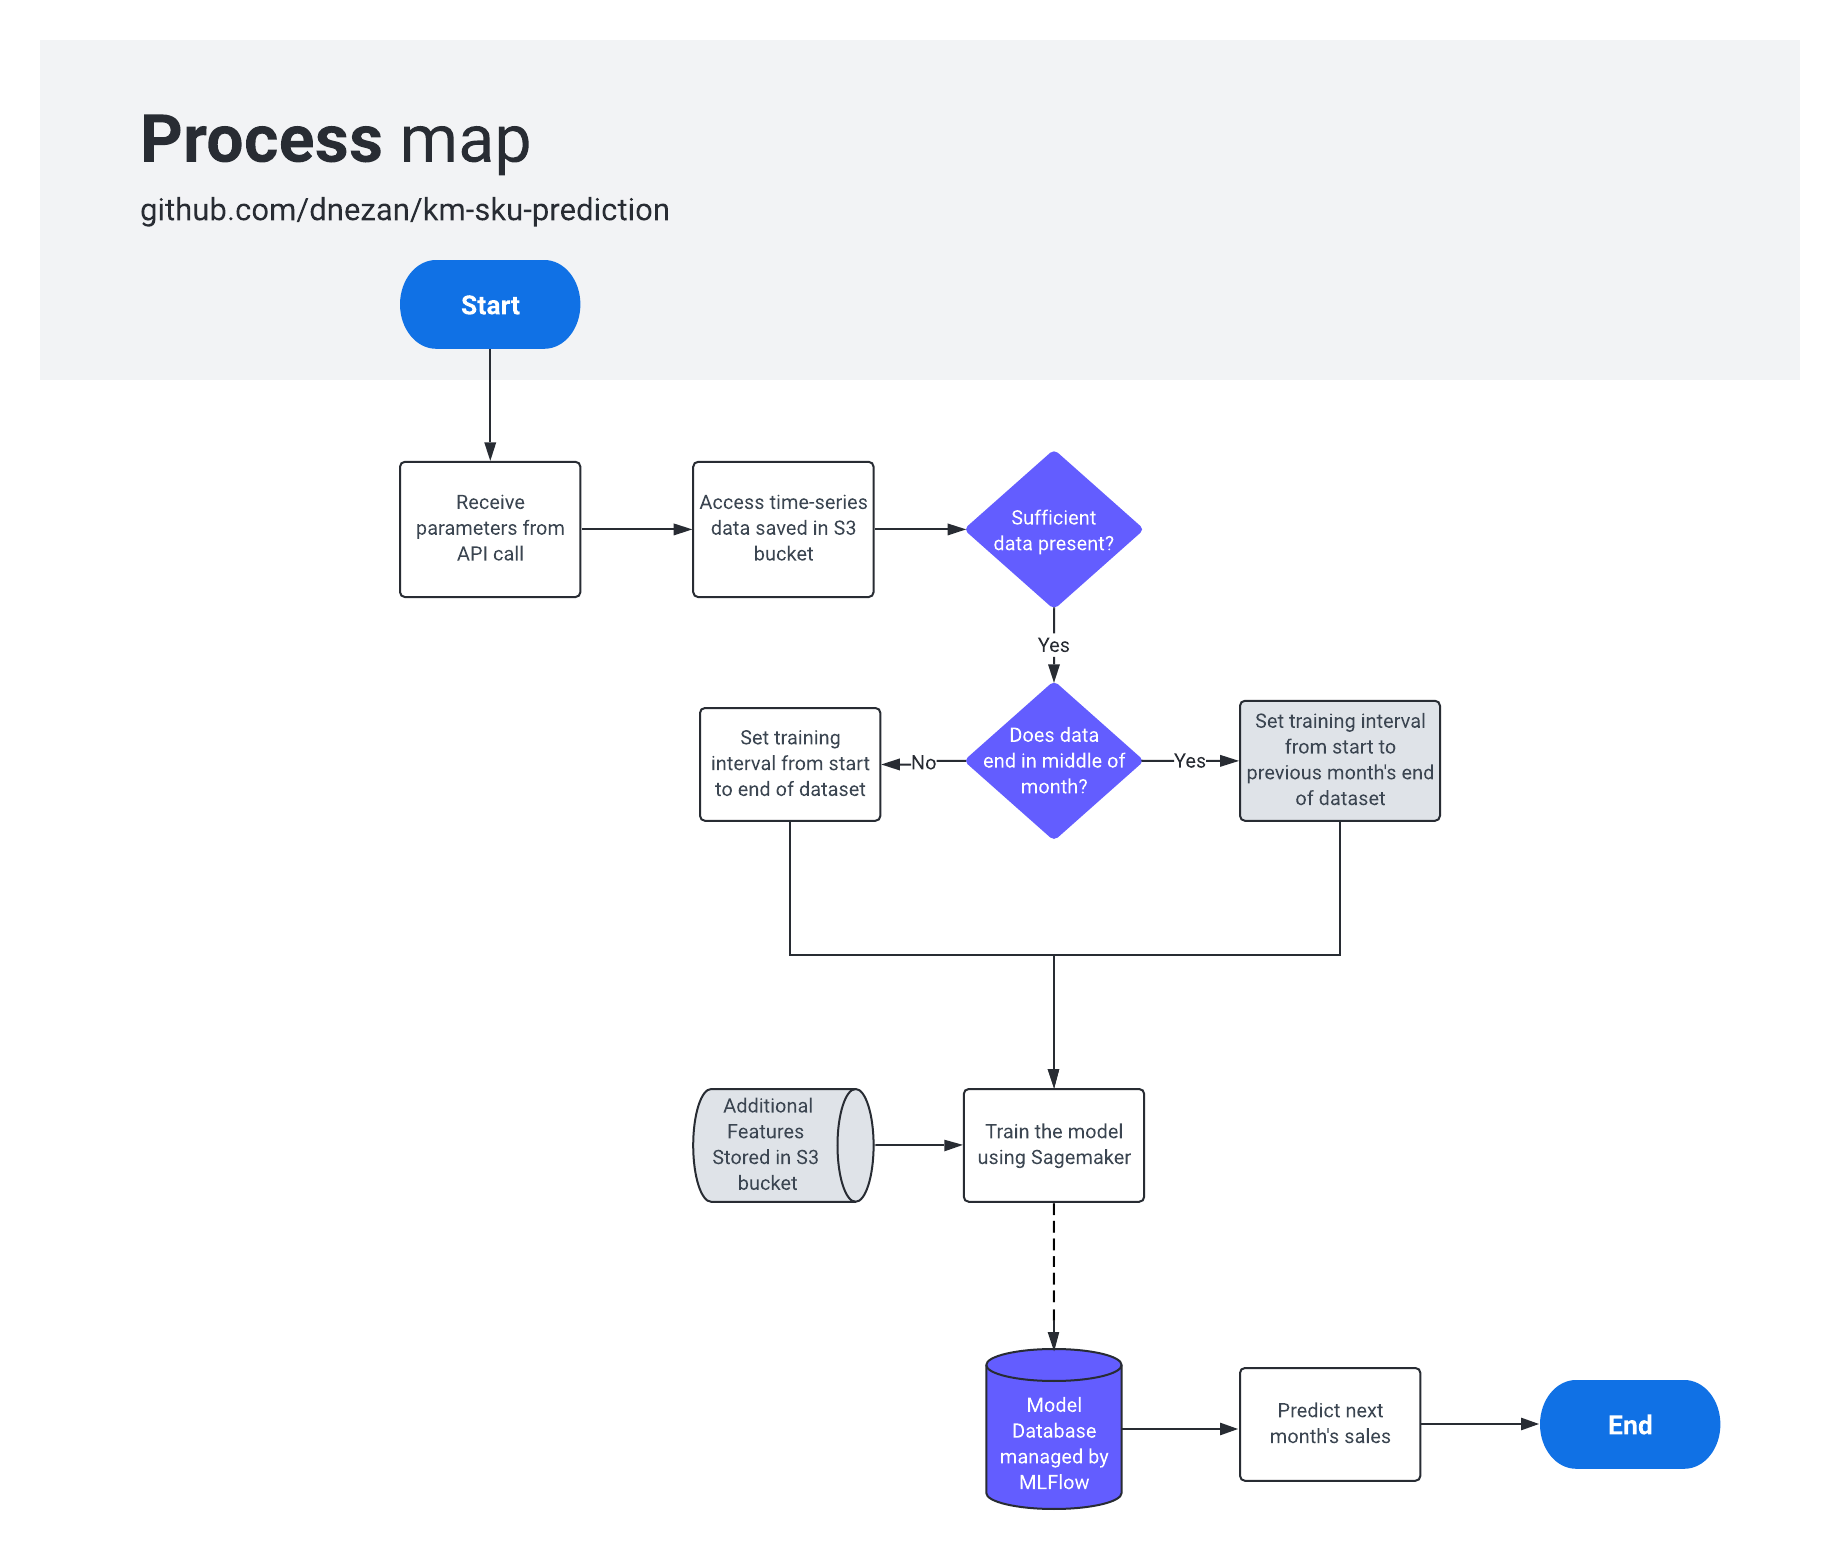 Process map
github.com/dnezan/km-sku-prediction
Start
Receive
parameters from
API call
Access time-series
data saved in S3
bucket
Sufficient
data present?
Yes
Set training
interval from start
to end of dataset
No
Does data
end in middle of
month?
Yes
Set training interval
from start to
previous month's end
of dataset
Additional
Features
Stored in S3
bucket
Train the model
using Sagemaker
Model
Database
managed by
MLFlow
Predict next
month's sales
End